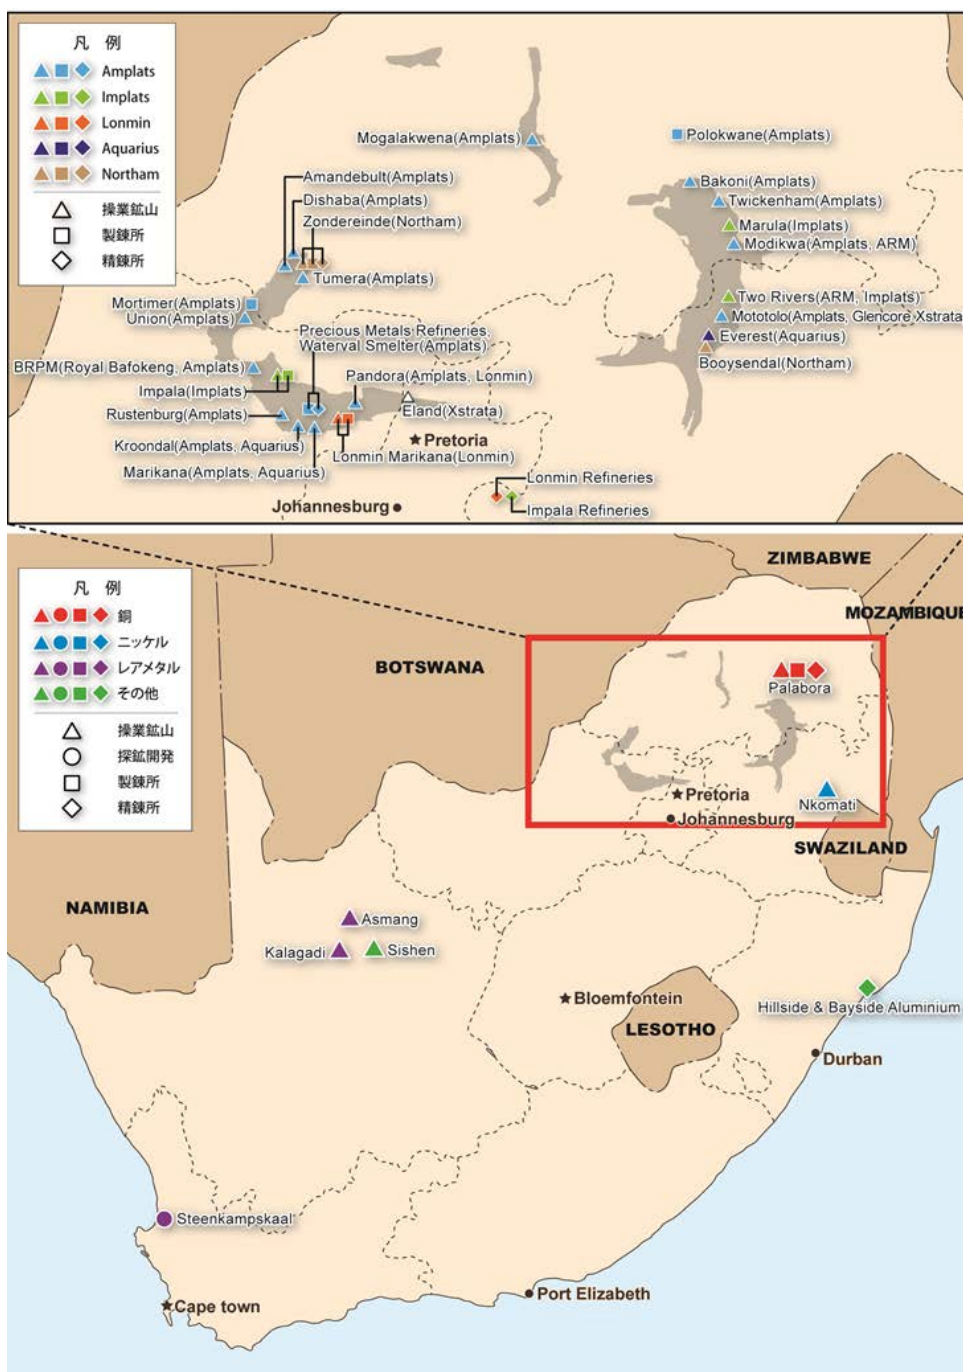 凡 例
Amplats
Implats
Lonmin
Aquarius
Northam
操業鉱山
製錬所
精錬所
Mogalakwena(Amplats)
Polokwane(Amplats)
Amandebult(Amplats)
Dishaba(Amplats)
Zondereinde(Northam)
Tumera(Amplats)
Mortimer(Amplats)
Union(Amplats)
Precious Metals Refineries,
Waterval Smelter(Amplats)
BRPM(Royal Bafokeng, Amplats)
Impala(Implats)
Pandora(Amplats, Lonmin)
Rustenburg(Amplats)
Eland(Xstrata)
Kroondal(Amplats, Aquarius)
Marikana(Amplats, Aquarius)
Lonmin Marikana(Lonmin)
Pretoria
Johannesburg
Lonmin Refineries
Impala Refineries
Bakoni(Amplats)
Twickenham(Amplats)
Marula(Implats)
Modikwa(Amplats, ARM)
Two Rivers(ARM, Implats)
Mototolo(Amplats, Glencore Xstrata)
Everest(Aquarius)
Booysendal(Northam)
凡 例
銅
ニッケル
レアメタル
その他
操業鉱山
探鉱開発
製錬所
精錬所
ZIMBABWE
MOZAMBIQUE
BOTSWANA
Palabora
Pretoria
Nkomati
Johannesburg
SWAZILAND
NAMIBIA
Asmang
Kalagadi
Sishen
Bloemfontein
Hillside & Bayside Aluminium
LESOTHO
Durban
Steenkampskaal'
Port Elizabeth
Cape town